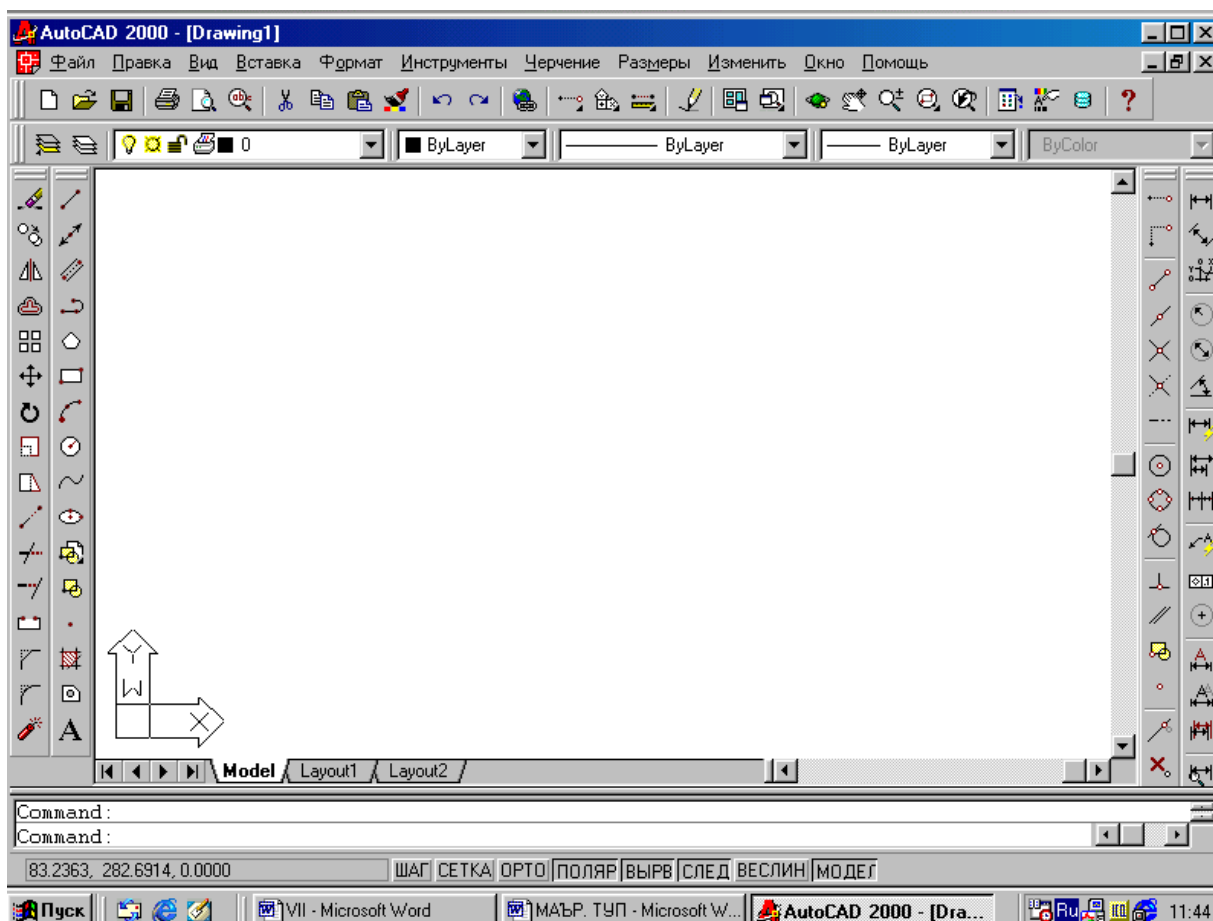 AutoCAD 2000 - [Drawing1]
Файл Правка Вид Вставка Формат Инструменты Черчение Размеры Изменить Окно Помощь
0 ByLayer ByLayer ByLayer ByColor
A
Y
W
X
Model Layout1 Layout2
Command:
Command:
83.2363, 282.6914, 0.0000 ШАГ СЕТКА ОРТО ПОЛЯР ВЫРВ СЛЕД ВЕСЛИН МОДЕЛ
Пуск VII - Microsoft Word МАЪР. ТУП - Microsoft W... AutoCAD 2000 - [Dra... Ru 11:44